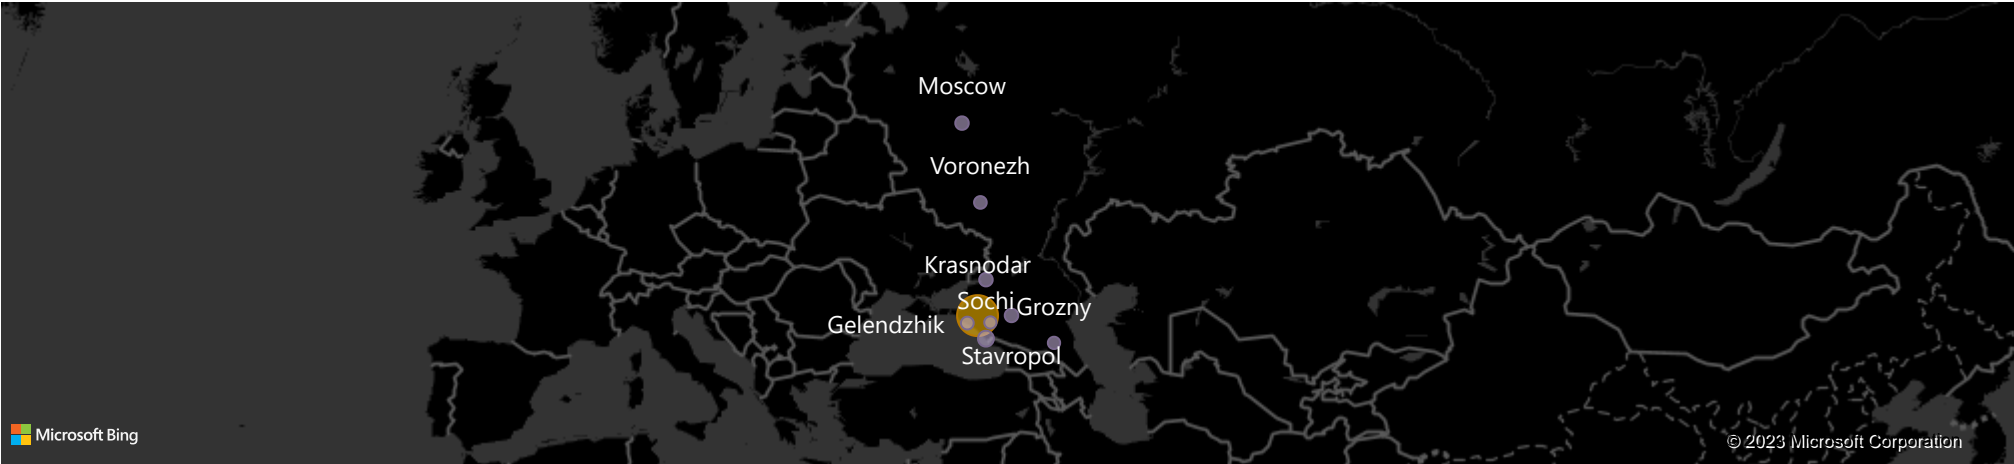 Moscow
Voronezh
Krasnodar
Sochi
Grozny
Gelendzhik
Stavropol
Microsoft Bing
© 2023 Microsoft Corporation